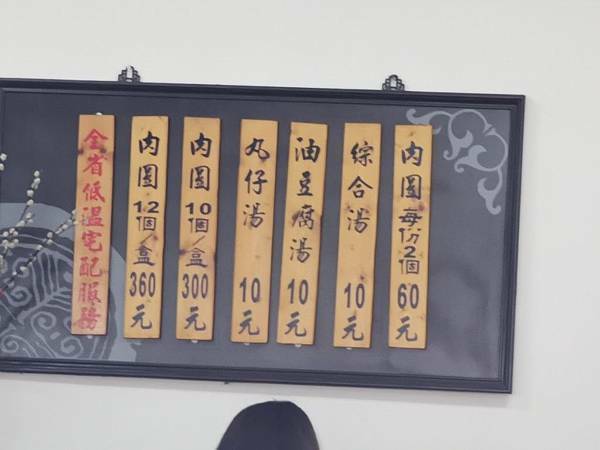 肉圓每份2個60元
綜合湯10元
油豆腐湯10元
丸仔湯10元
肉圓10個/盒300元
肉圓12個/盒360元
全省低溫宅配服務